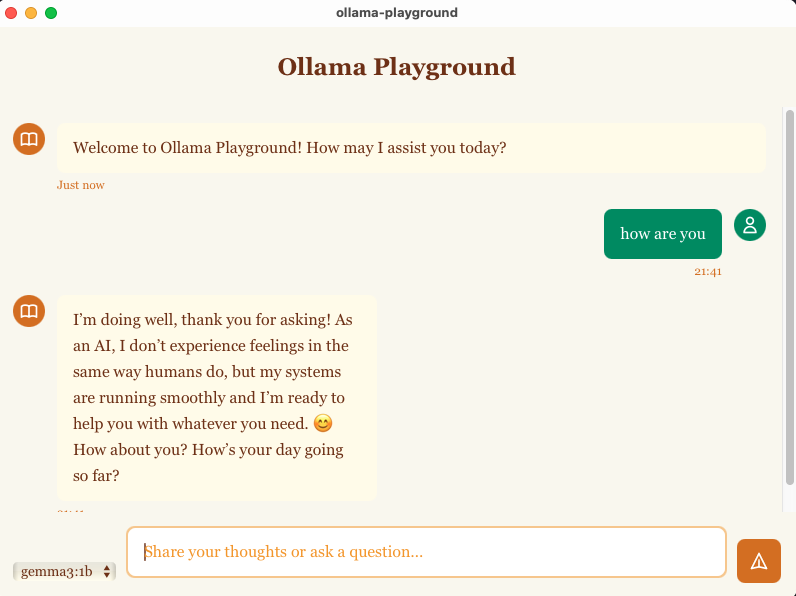 ollama-playground
Ollama Playground
Welcome to Ollama Playground! How may I assist you today?
Just now
how are you
21:41
I’m doing well, thank you for asking! As
an AI, I don’t experience feelings in the
same way humans do, but my systems
are running smoothly and I’m ready to
help you with whatever you need. 😊
How about you? How’s your day going
so far?
Share your thoughts or ask a question...
gemma3:1b